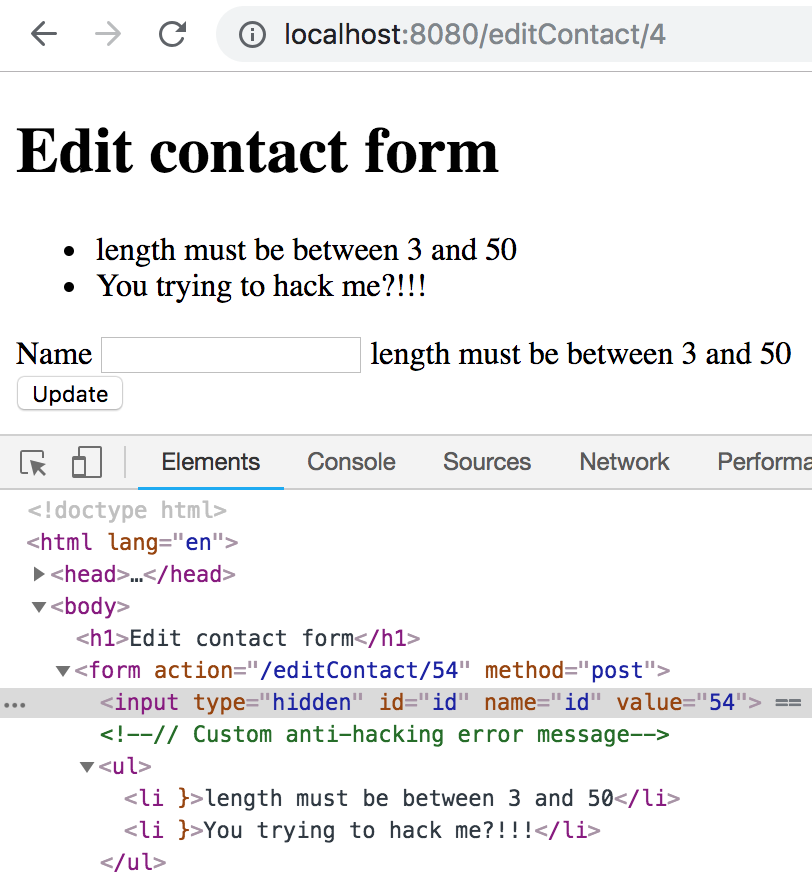 localhost:8080/editContact/4
Edit contact form
• length must be between 3 and 50
• You trying to hack me?!!!
Name length must be between 3 and 50
Update
Elements Console Sources Network Performa
<!doctype html>
<html lang="en">
▶<head>…</head>
▼<body>
<h1>Edit contact form</h1>
▼<form action="/editContact/54" method="post">
… <input type="hidden" id="id" name="id" value="54"> ==
<!--// Custom anti-hacking error message-->
▼<ul>
<li }>length must be between 3 and 50</li>
<li }>You trying to hack me?!!!</li>
</ul>